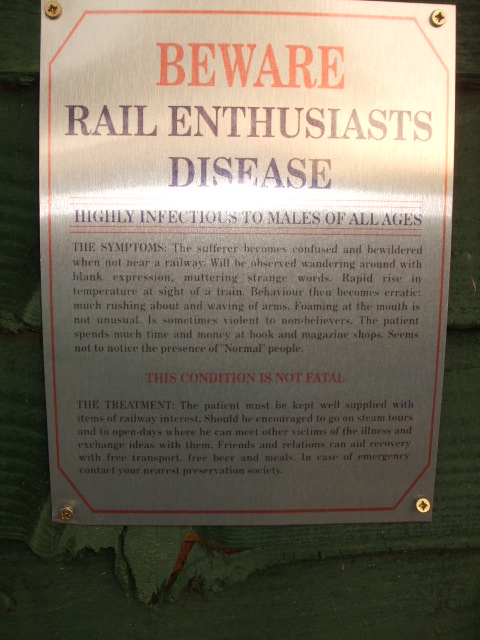 BEWARE
RAIL ENTHUSIASTS
DISEASE
HIGHLY INFECTIOUS TO MALES OF ALL AGES
THE SYMPTOMS: The sufferer becomes confused and bewildered
when not near a railway. Will be observed wandering around with
blank expression, muttering strange words. Rapid rise in
temperature at sight of a train. Behaviour then becomes erratic:
much rushing about and waving of arms. Foaming at the mouth is
not unusual. Is sometimes violent to non-believers. The patient
spends much time and money at book and magazine shops. Seems
not to notice the presence of "Normal" people.
THIS CONDITION IS NOT FATAL
THE TREATMENT: The patient must be kept well supplied with
items of railway interest. Should be encouraged to go on steam tours
and to open-days where he can meet other victims of the illness and
exchange ideas with them. Friends and relations can aid recovery
with free transport, free beer and meals. In case of emergency
contact your nearest preservation society.